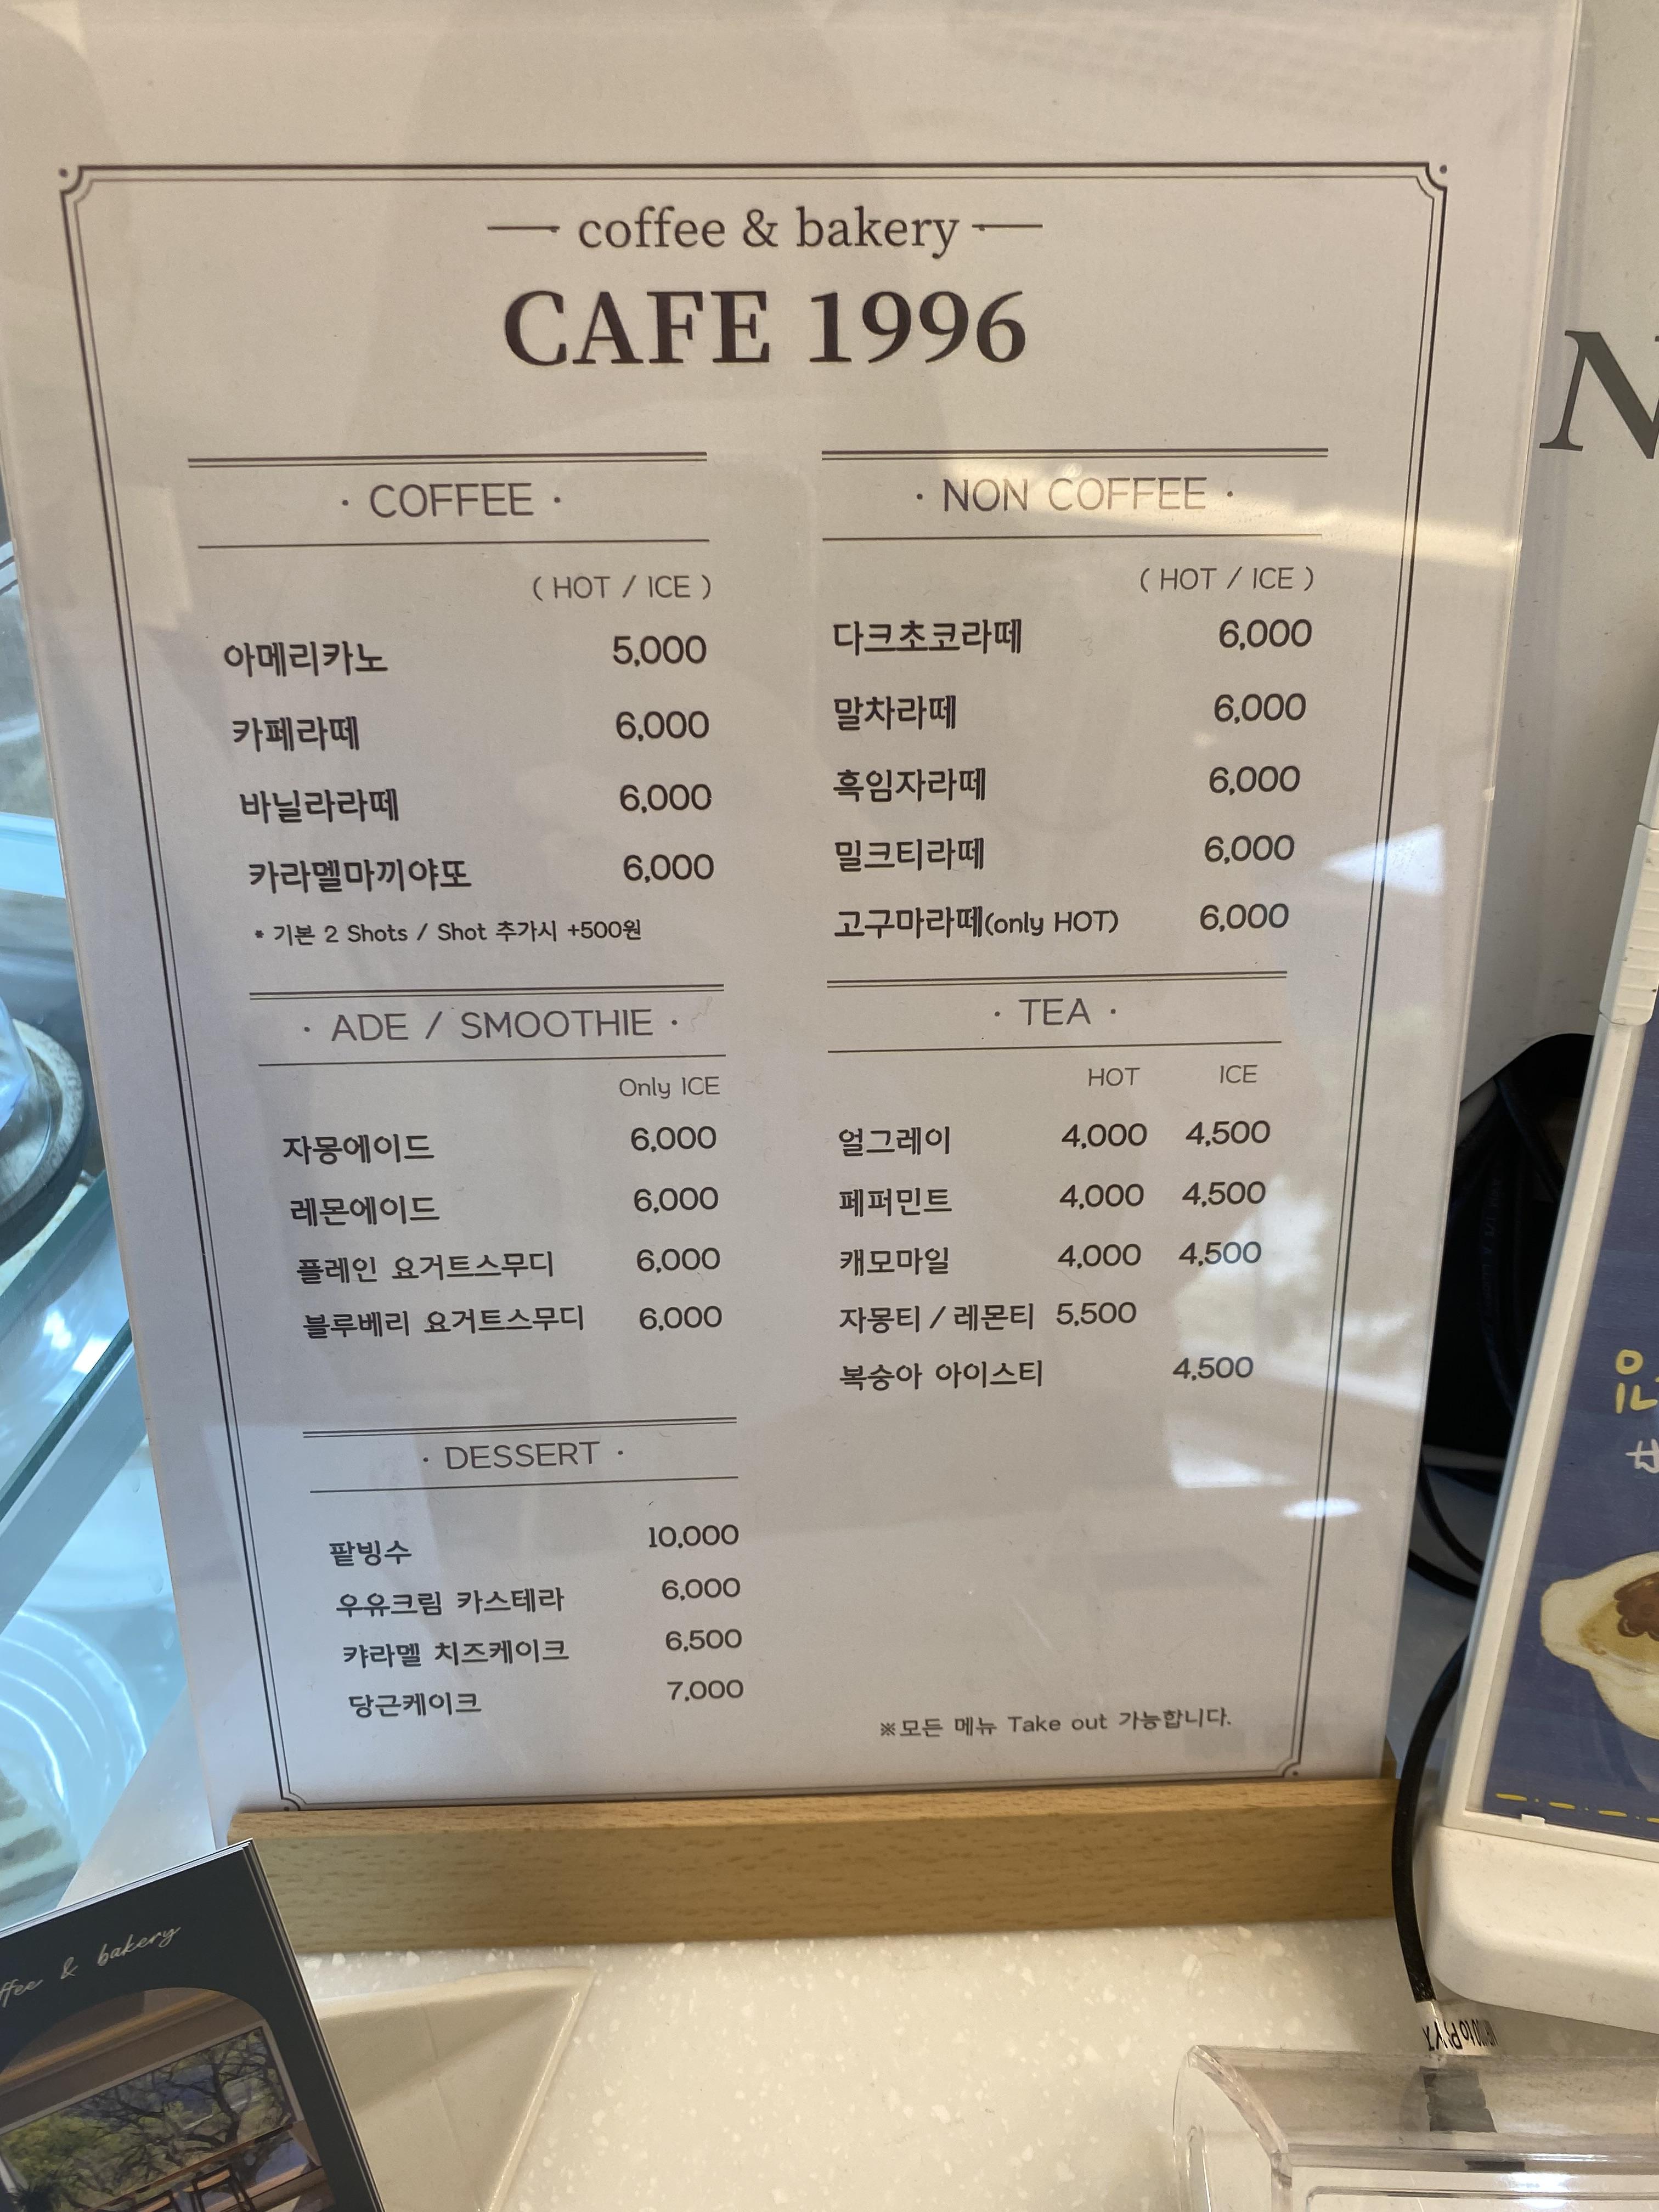 coffee & bakery
CAFE 1996
· COFFEE ·
( HOT / ICE )
아메리카노 5,000
카페라떼 6,000
바닐라라떼 6,000
카라멜마끼야또 6,000
* 기본 2 Shots / Shot 추가시 +500원
· NON COFFEE ·
( HOT / ICE )
다크초코라떼 6,000
말차라떼 6,000
흑임자라떼 6,000
밀크티라떼 6,000
고구마라떼(only HOT) 6,000
· ADE / SMOOTHIE ·
Only ICE
자몽에이드 6,000
레몬에이드 6,000
플레인 요거트스무디 6,000
블루베리 요거트스무디 6,000
· TEA ·
HOT ICE
얼그레이 4,000 4,500
페퍼민트 4,000 4,500
캐모마일 4,000 4,500
자몽티 / 레몬티 5,500
복숭아 아이스티 4,500
· DESSERT ·
팥빙수 10,000
우유크림 카스테라 6,000
캬라멜 치즈케이크 6,500
당근케이크 7,000
※모든 메뉴 Take out 가능합니다.
N
& bakery